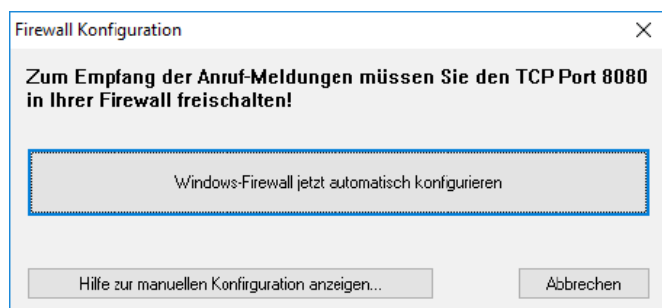 Firewall Konfiguration
Zum Empfang der Anruf-Meldungen müssen Sie den TCP Port 8080
in Ihrer Firewall freischalten!
Windows-Firewall jetzt automatisch konfigurieren
Hilfe zur manuellen Konfirguration anzeigen...
Abbrechen